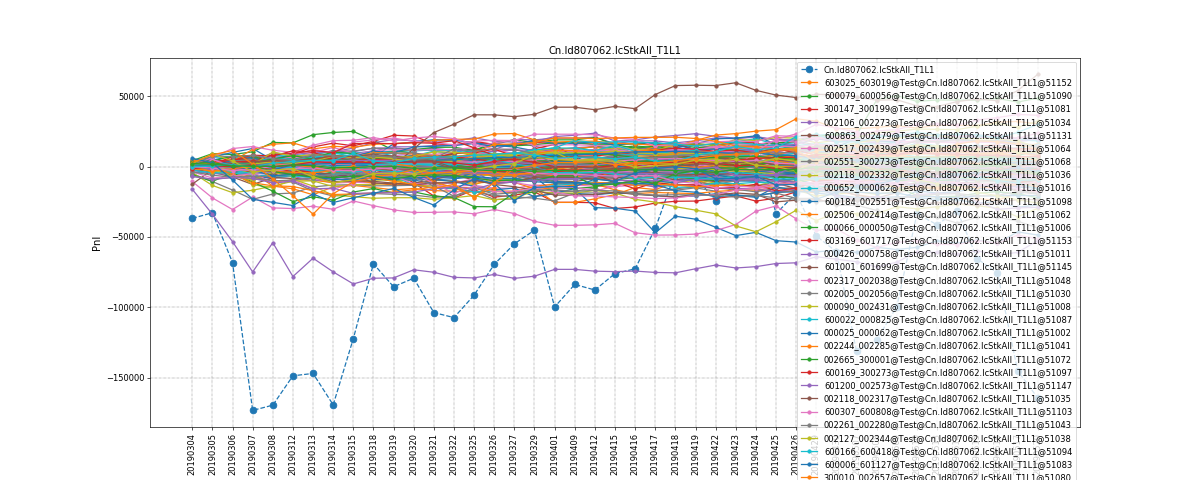 Cn.Id807062.IcStkAll_T1L1
50000
0
−50000
−100000
−150000
Pnl
20190304
20190305
20190306
20190307
20190308
20190312
20190313
20190314
20190315
20190318
20190319
20190320
20190321
20190322
20190325
20190326
20190327
20190329
20190401
20190409
20190412
20190415
20190416
20190417
20190418
20190419
20190422
20190423
20190424
20190425
20190426
Cn.Id807062.IcStkAll_T1L1
603025_603019@Test@Cn.Id807062.IcStkAll_T1L1@51152
600079_600056@Test@Cn.Id807062.IcStkAll_T1L1@51090
300147_300199@Test@Cn.Id807062.IcStkAll_T1L1@51081
002106_002273@Test@Cn.Id807062.IcStkAll_T1L1@51034
600863_002479@Test@Cn.Id807062.IcStkAll_T1L1@51131
002517_002439@Test@Cn.Id807062.IcStkAll_T1L1@51064
002551_300273@Test@Cn.Id807062.IcStkAll_T1L1@51068
002118_002332@Test@Cn.Id807062.IcStkAll_T1L1@51036
000652_000062@Test@Cn.Id807062.IcStkAll_T1L1@51016
600184_002551@Test@Cn.Id807062.IcStkAll_T1L1@51098
002506_002414@Test@Cn.Id807062.IcStkAll_T1L1@51062
000066_000050@Test@Cn.Id807062.IcStkAll_T1L1@51006
603169_601717@Test@Cn.Id807062.IcStkAll_T1L1@51153
000426_000758@Test@Cn.Id807062.IcStkAll_T1L1@51011
601001_601699@Test@Cn.Id807062.IcStkAll_T1L1@51145
002317_002038@Test@Cn.Id807062.IcStkAll_T1L1@51048
002005_002056@Test@Cn.Id807062.IcStkAll_T1L1@51030
000090_002431@Test@Cn.Id807062.IcStkAll_T1L1@51008
600022_000825@Test@Cn.Id807062.IcStkAll_T1L1@51087
000025_000062@Test@Cn.Id807062.IcStkAll_T1L1@51002
002244_002285@Test@Cn.Id807062.IcStkAll_T1L1@51041
002665_300001@Test@Cn.Id807062.IcStkAll_T1L1@51072
600169_300273@Test@Cn.Id807062.IcStkAll_T1L1@51097
601200_002573@Test@Cn.Id807062.IcStkAll_T1L1@51147
002118_002317@Test@Cn.Id807062.IcStkAll_T1L1@51035
600307_600808@Test@Cn.Id807062.IcStkAll_T1L1@51103
002261_002280@Test@Cn.Id807062.IcStkAll_T1L1@51043
002127_002344@Test@Cn.Id807062.IcStkAll_T1L1@51038
600166_600418@Test@Cn.Id807062.IcStkAll_T1L1@51094
600006_601127@Test@Cn.Id807062.IcStkAll_T1L1@51083
300010_002657@Test@Cn.Id807062.IcStkAll_T1L1@51080